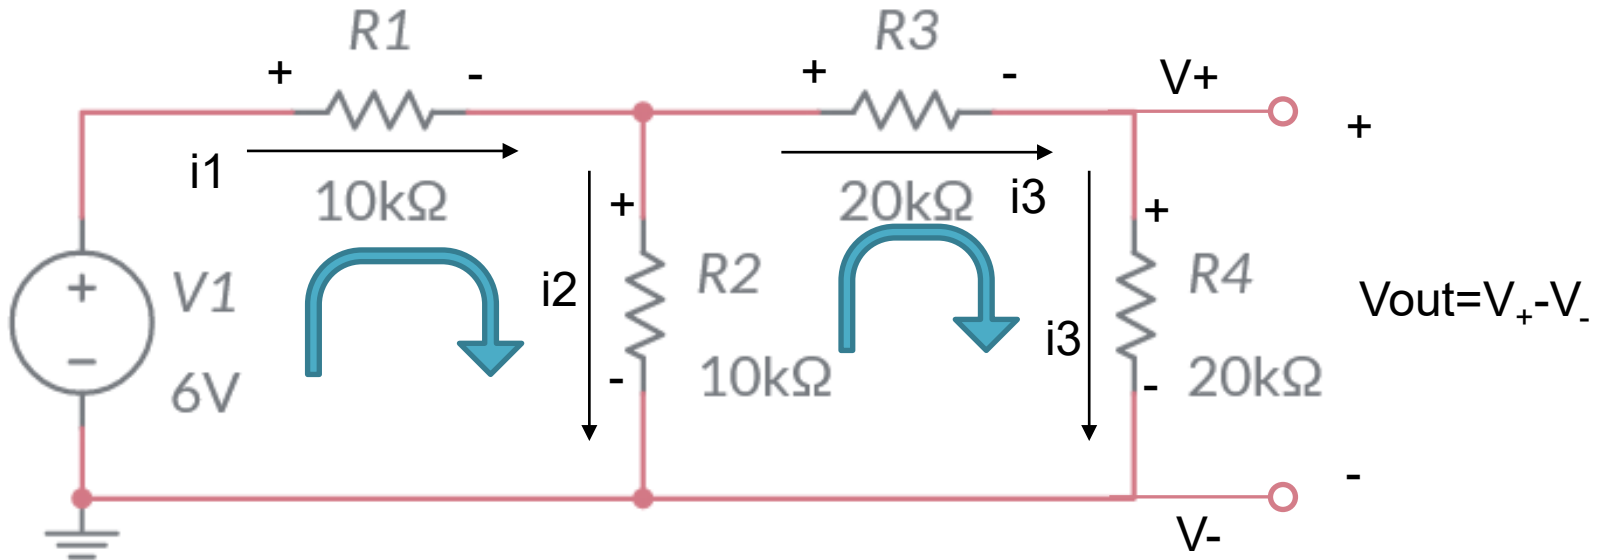 R1
R3
+ -
+ -
V+
+
i1
10kΩ
20kΩ
i3
+
+
+
V1
i2
R2
R4
Vout=V₊-V₋
i3
−
6V
-
10kΩ
-
20kΩ
-
V-